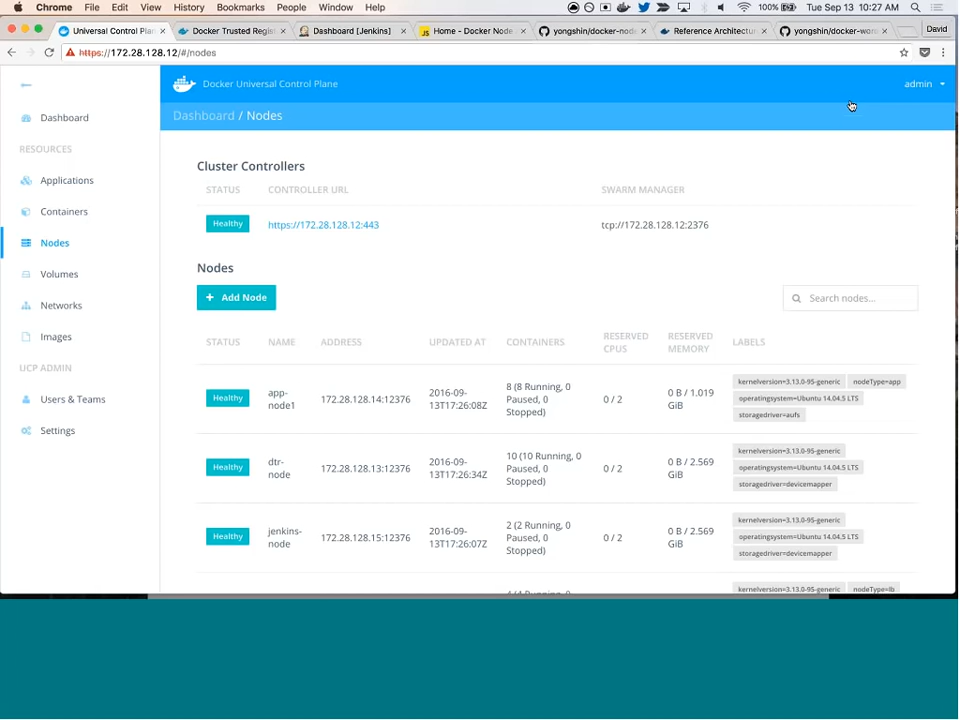 Chrome File Edit View History Bookmarks People Window Help 100% Tue Sep 13 10:27 AM
Universal Control Plan × Docker Trusted Regist × Dashboard [Jenkins] × Home - Docker Node × yongshin/docker-node × Reference Architectur × yongshin/docker-wor × David
https://172.28.128.12/#/nodes
Docker Universal Control Plane
admin
Dashboard / Nodes
Dashboard
RESOURCES
Applications
Containers
Nodes
Volumes
Networks
Images
UCP ADMIN
Users & Teams
Settings
Cluster Controllers
STATUS CONTROLLER URL SWARM MANAGER
Healthy https://172.28.128.12:443 tcp://172.28.128.12:2376
Nodes
+ Add Node
Search nodes...
STATUS NAME ADDRESS UPDATED AT CONTAINERS RESERVED CPUS RESERVED MEMORY LABELS
Healthy app-node1 172.28.128.14:12376 2016-09-13T17:26:08Z 8 (8 Running, 0 Paused, 0 Stopped) 0 / 2 0 B / 1.019 GiB kernelversion=3.13.0-95-generic nodeType=app operatingsystem=Ubuntu 14.04.5 LTS storagedriver=aufs
Healthy dtr-node 172.28.128.13:12376 2016-09-13T17:26:34Z 10 (10 Running, 0 Paused, 0 Stopped) 0 / 2 0 B / 2.569 GiB kernelversion=3.13.0-95-generic operatingsystem=Ubuntu 14.04.5 LTS storagedriver=devicemapper
Healthy jenkins-node 172.28.128.15:12376 2016-09-13T17:26:07Z 2 (2 Running, 0 Paused, 0 Stopped) 0 / 2 0 B / 2.569 GiB kernelversion=3.13.0-95-generic operatingsystem=Ubuntu 14.04.5 LTS storagedriver=devicemapper
kernelversion=3.13.0-95-generic nodeType=lb